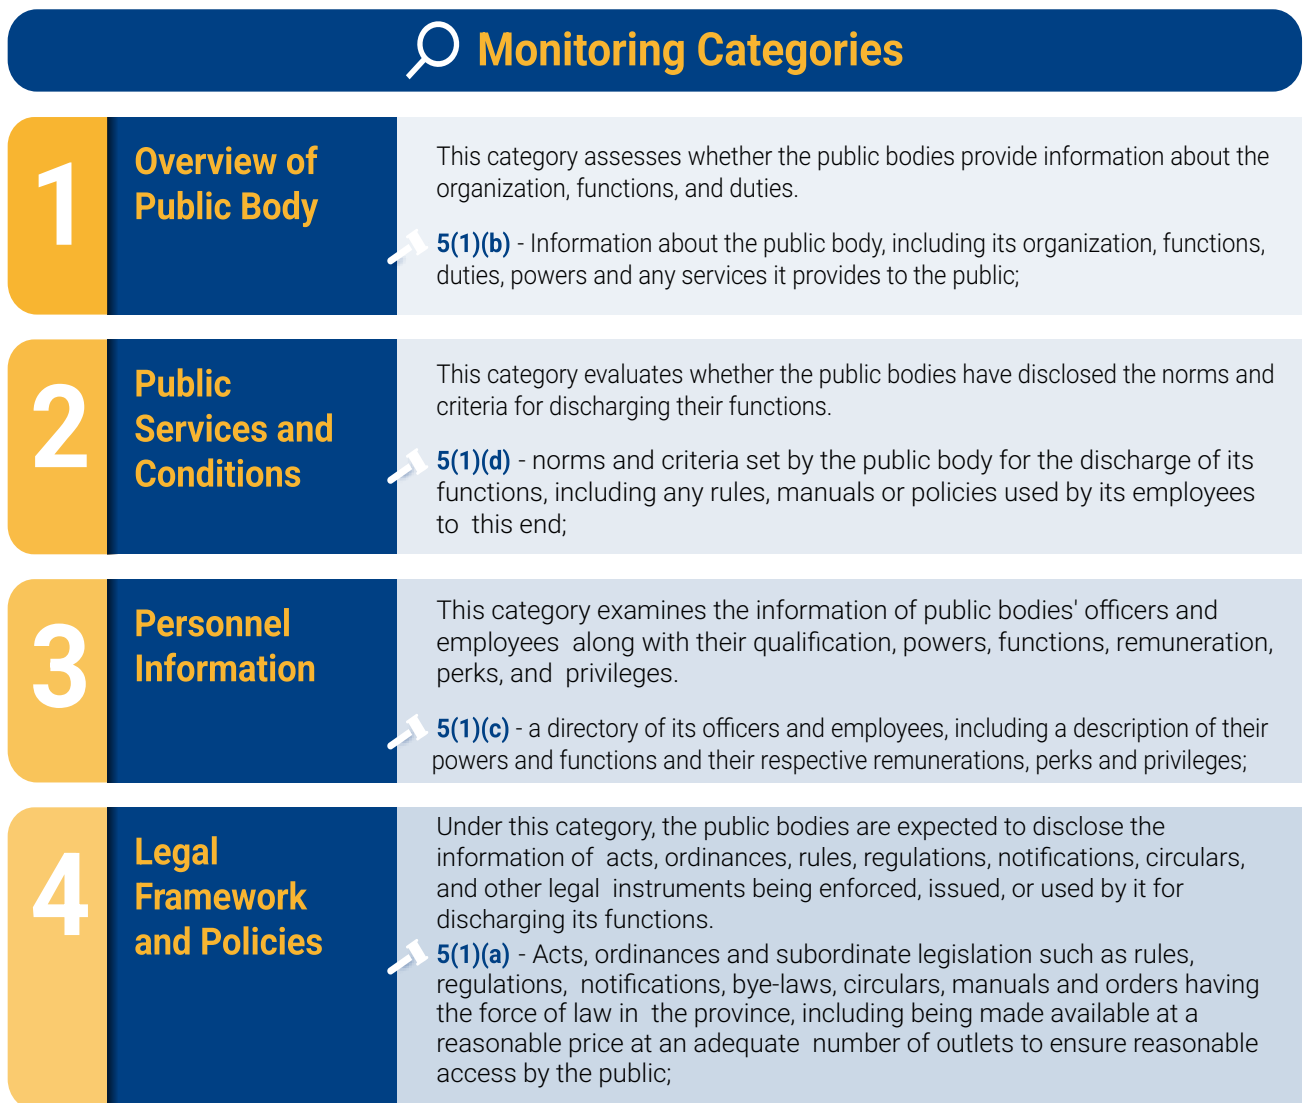 Monitoring Categories
1
Overview of
Public Body
This category assesses whether the public bodies provide information about the
organization, functions, and duties.
5(1)(b) - Information about the public body, including its organization, functions,
duties, powers and any services it provides to the public;
2
Public
Services and
Conditions
This category evaluates whether the public bodies have disclosed the norms and
criteria for discharging their functions.
5(1)(d) - norms and criteria set by the public body for the discharge of its
functions, including any rules, manuals or policies used by its employees
to this end;
3
Personnel
Information
This category examines the information of public bodies' officers and
employees along with their qualification, powers, functions, remuneration,
perks, and privileges.
5(1)(c) - a directory of its officers and employees, including a description of their
powers and functions and their respective remunerations, perks and privileges;
4
Legal
Framework
and Policies
Under this category, the public bodies are expected to disclose the
information of acts, ordinances, rules, regulations, notifications, circulars,
and other legal instruments being enforced, issued, or used by it for
discharging its functions.
5(1)(a) - Acts, ordinances and subordinate legislation such as rules,
regulations, notifications, bye-laws, circulars, manuals and orders having
the force of law in the province, including being made available at a
reasonable price at an adequate number of outlets to ensure reasonable
access by the public;